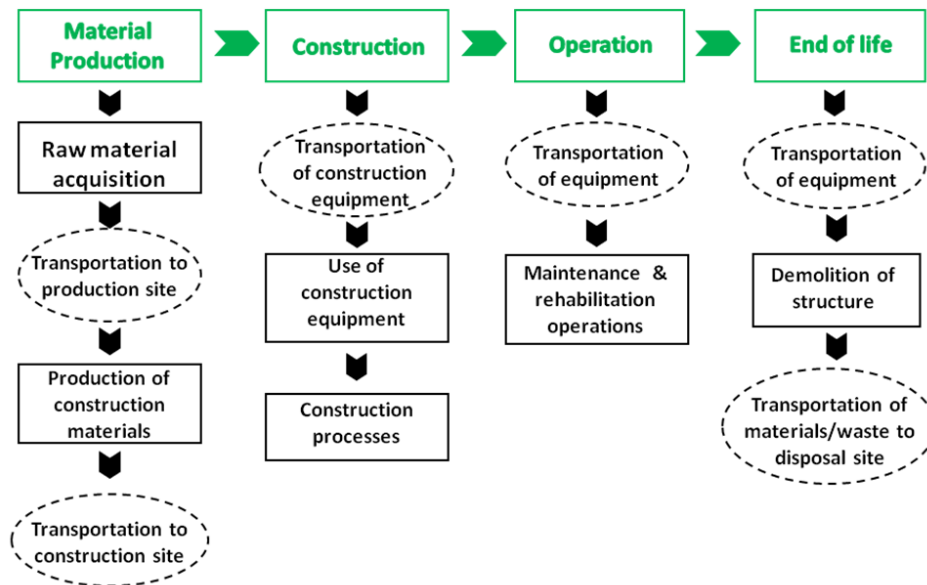 Material
Production
Construction
Operation
End of life
Raw material
acquisition
Transportation to
production site
Production of
construction
materials
Transportation to
construction site
Transportation
of construction
equipment
Use of
construction
equipment
Construction
processes
Transportation
of equipment
Maintenance &
rehabilitation
operations
Transportation
of equipment
Demolition of
structure
Transportation of
materials/waste to
disposal site